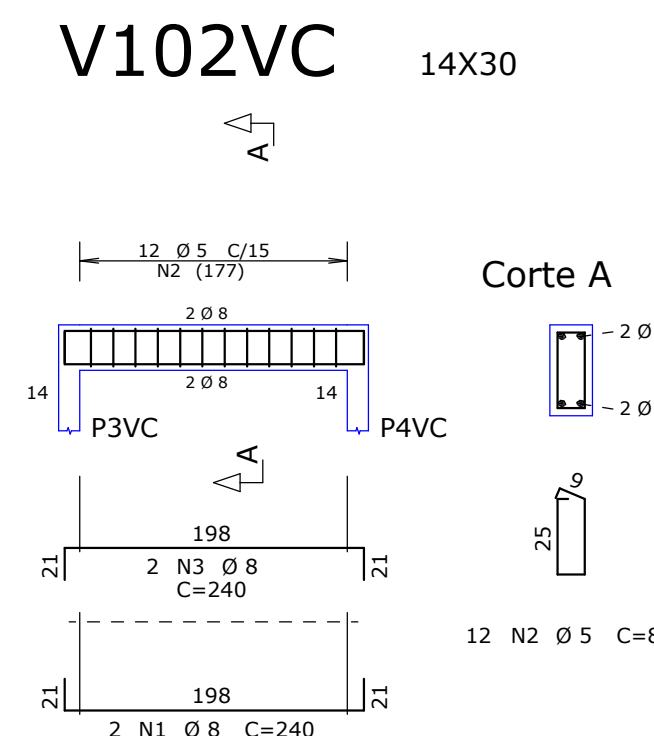 V102VC 14X30
A
12 Ø 5 C/15
N2 (177)
Corte A
2 Ø 8
2 Ø
14
2 Ø 8
14
2 Ø
P3VC
P4VC
A
9
25
198
21
2 N3 Ø 8
21
C=240
12 N2 Ø 5 C=8
21
198
21
2 N1 Ø 8 C=240